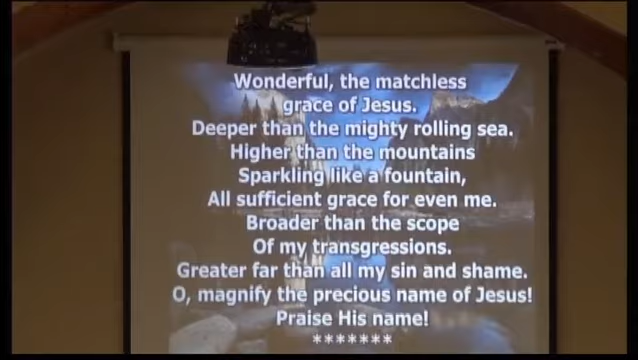 Wonderful, the matchless
grace of Jesus.
Deeper than the mighty rolling sea.
Higher than the mountains
Sparkling like a fountain,
All sufficient grace for even me.
Broader than the scope
Of my transgressions.
Greater far than all my sin and shame.
O, magnify the precious name of Jesus!
Praise His name!
*******